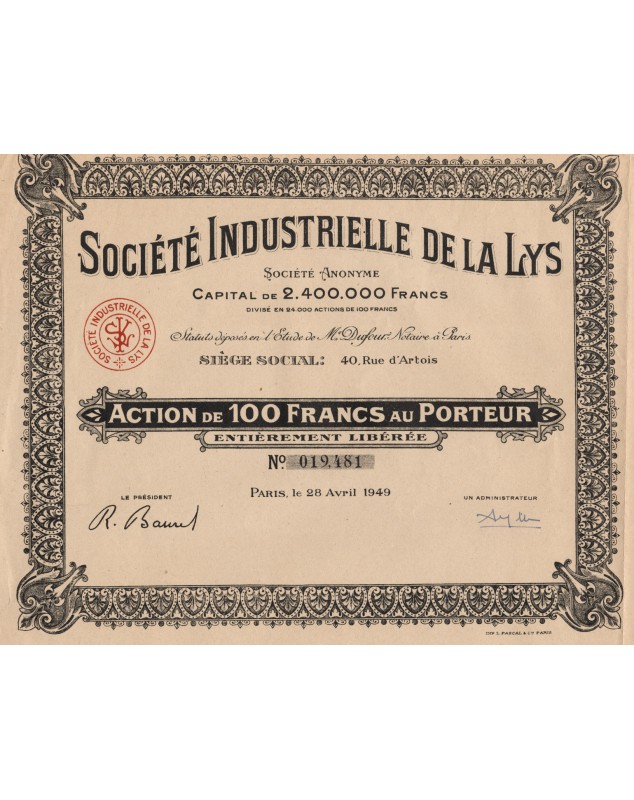 SOCIÉTÉ INDUSTRIELLE DE LA LYS
SOCIÉTÉ ANONYME
CAPITAL DE 2.400.000 FRANCS
DIVISÉ EN 24.000 ACTIONS DE 100 FRANCS
Statuts déposés en l'Etude de Me Dufour Notaire à Paris
SIÈGE SOCIAL: 40, Rue d'Artois
SOCIÉTÉ INDUSTRIELLE DE LA LYS
ACTION DE 100 FRANCS AU PORTEUR
ENTIÈREMENT LIBÉRÉE
No. 019,481
PARIS, le 28 Avril 1949
LE PRÉSIDENT
UN ADMINISTRATEUR
IMP. L. PANCAL & Cie PARIS